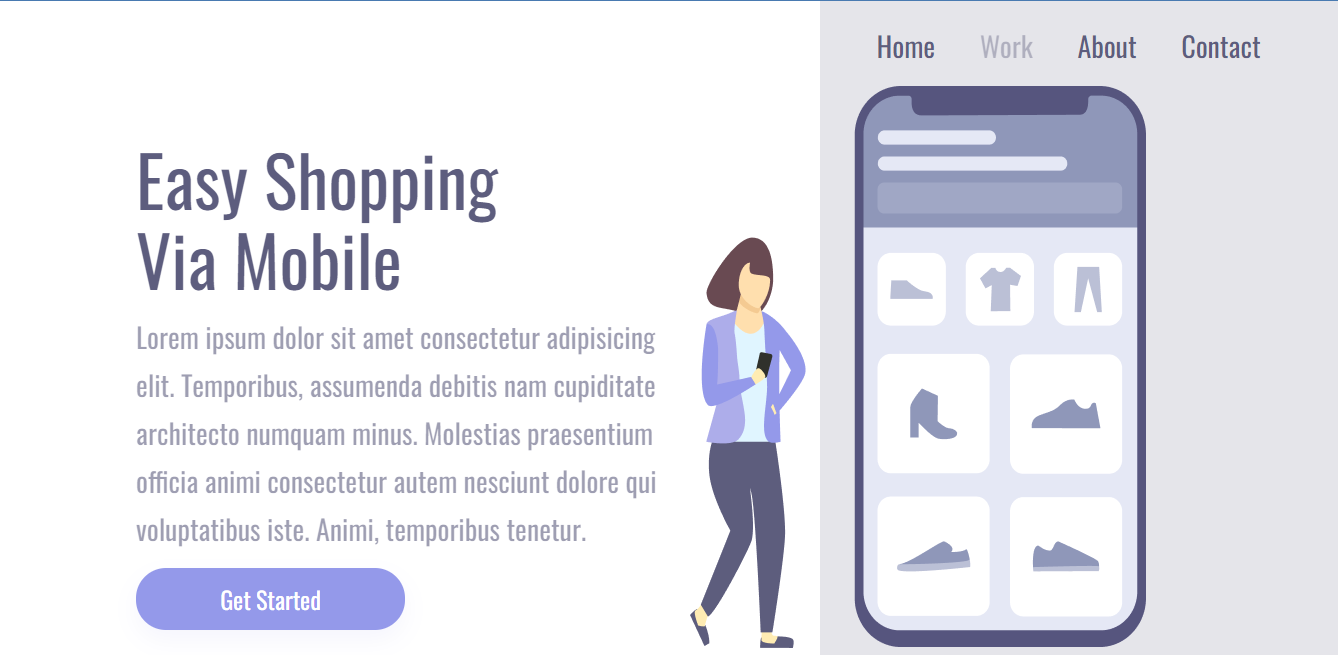 Home Work About Contact
Easy Shopping
Via Mobile
Lorem ipsum dolor sit amet consectetur adipisicing
elit. Temporibus, assumenda debitis nam cupiditate
architecto numquam minus. Molestias praesentium
officia animi consectetur autem nesciunt dolore qui
voluptatibus iste. Animi, temporibus tenetur.
Get Started